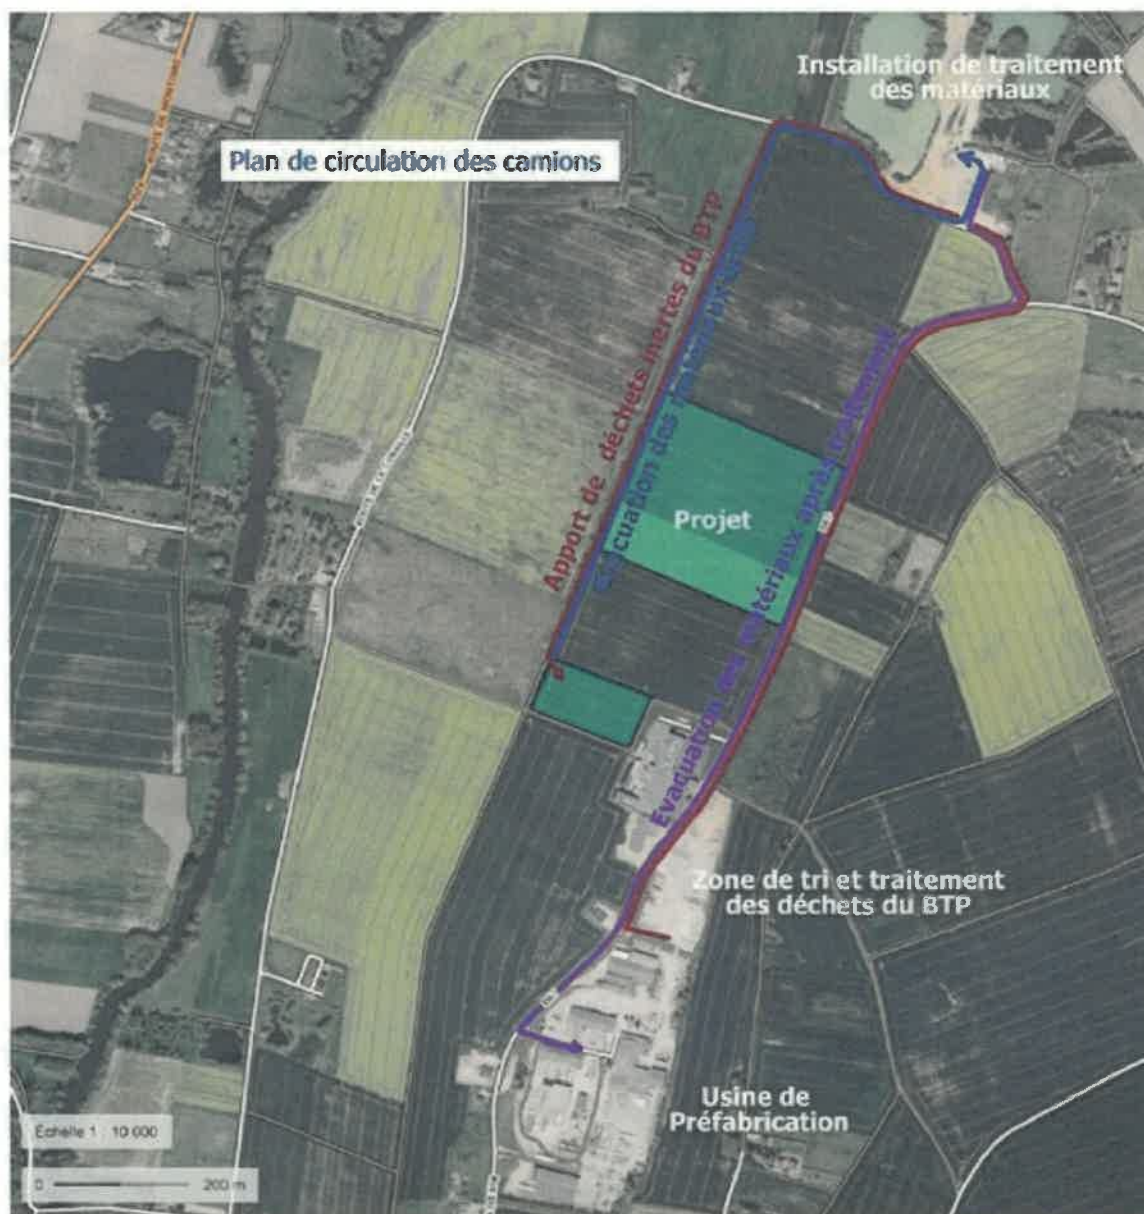 Installation de traitement
des matériaux
Plan de circulation des camions
Apport de déchets inertes du BTP
Evacuation des
Evacuation des matériaux après traitement
Projet
Zone de tri et traitement
des déchets du BTP
Usine de
Préfabrication
Echelle 1 : 10 000
0 200 m